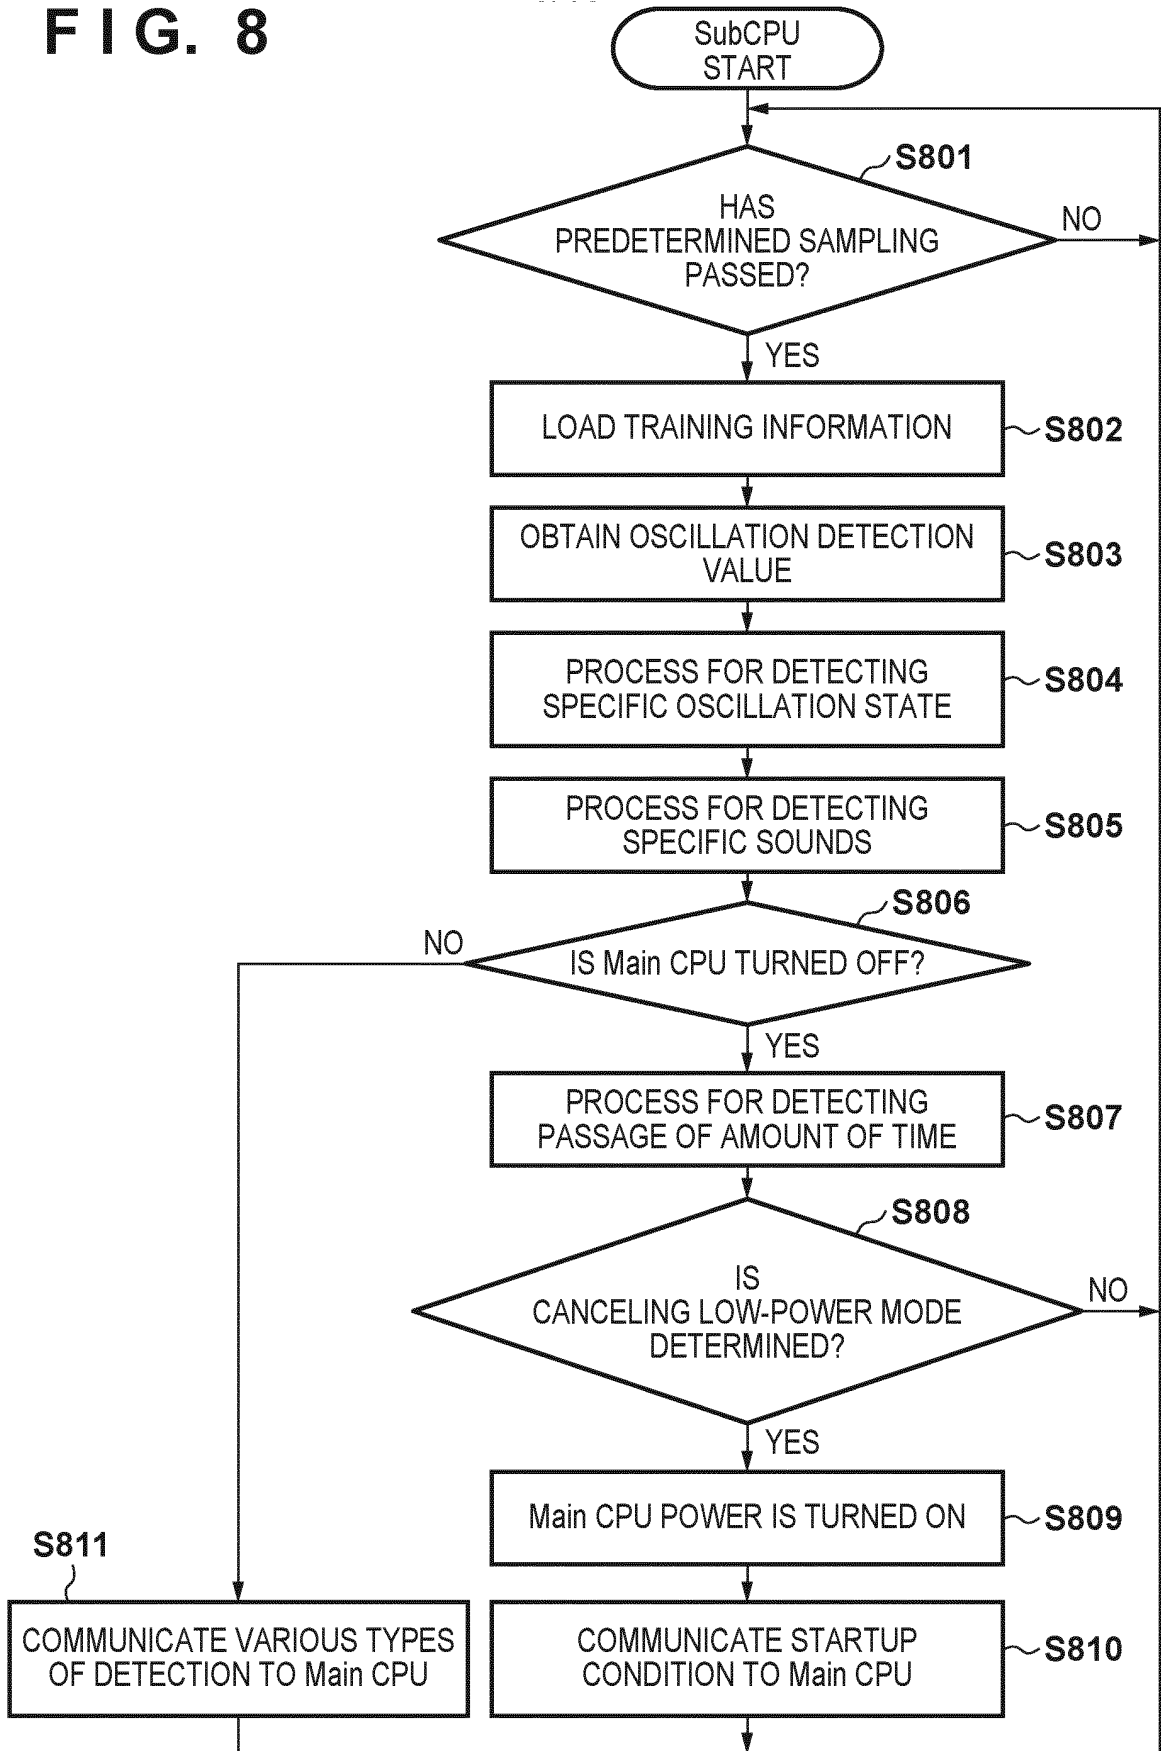 FIG. 8
SubCPU
START
S801
HAS
PREDETERMINED SAMPLING
PASSED?
NO
YES
LOAD TRAINING INFORMATION
S802
OBTAIN OSCILLATION DETECTION
VALUE
S803
PROCESS FOR DETECTING
SPECIFIC OSCILLATION STATE
S804
PROCESS FOR DETECTING
SPECIFIC SOUNDS
S805
S806
NO
IS Main CPU TURNED OFF?
YES
PROCESS FOR DETECTING
PASSAGE OF AMOUNT OF TIME
S807
S808
IS
CANCELING LOW-POWER MODE
DETERMINED?
NO
YES
Main CPU POWER IS TURNED ON
S809
S811
COMMUNICATE VARIOUS TYPES
OF DETECTION TO Main CPU
COMMUNICATE STARTUP
CONDITION TO Main CPU
S810